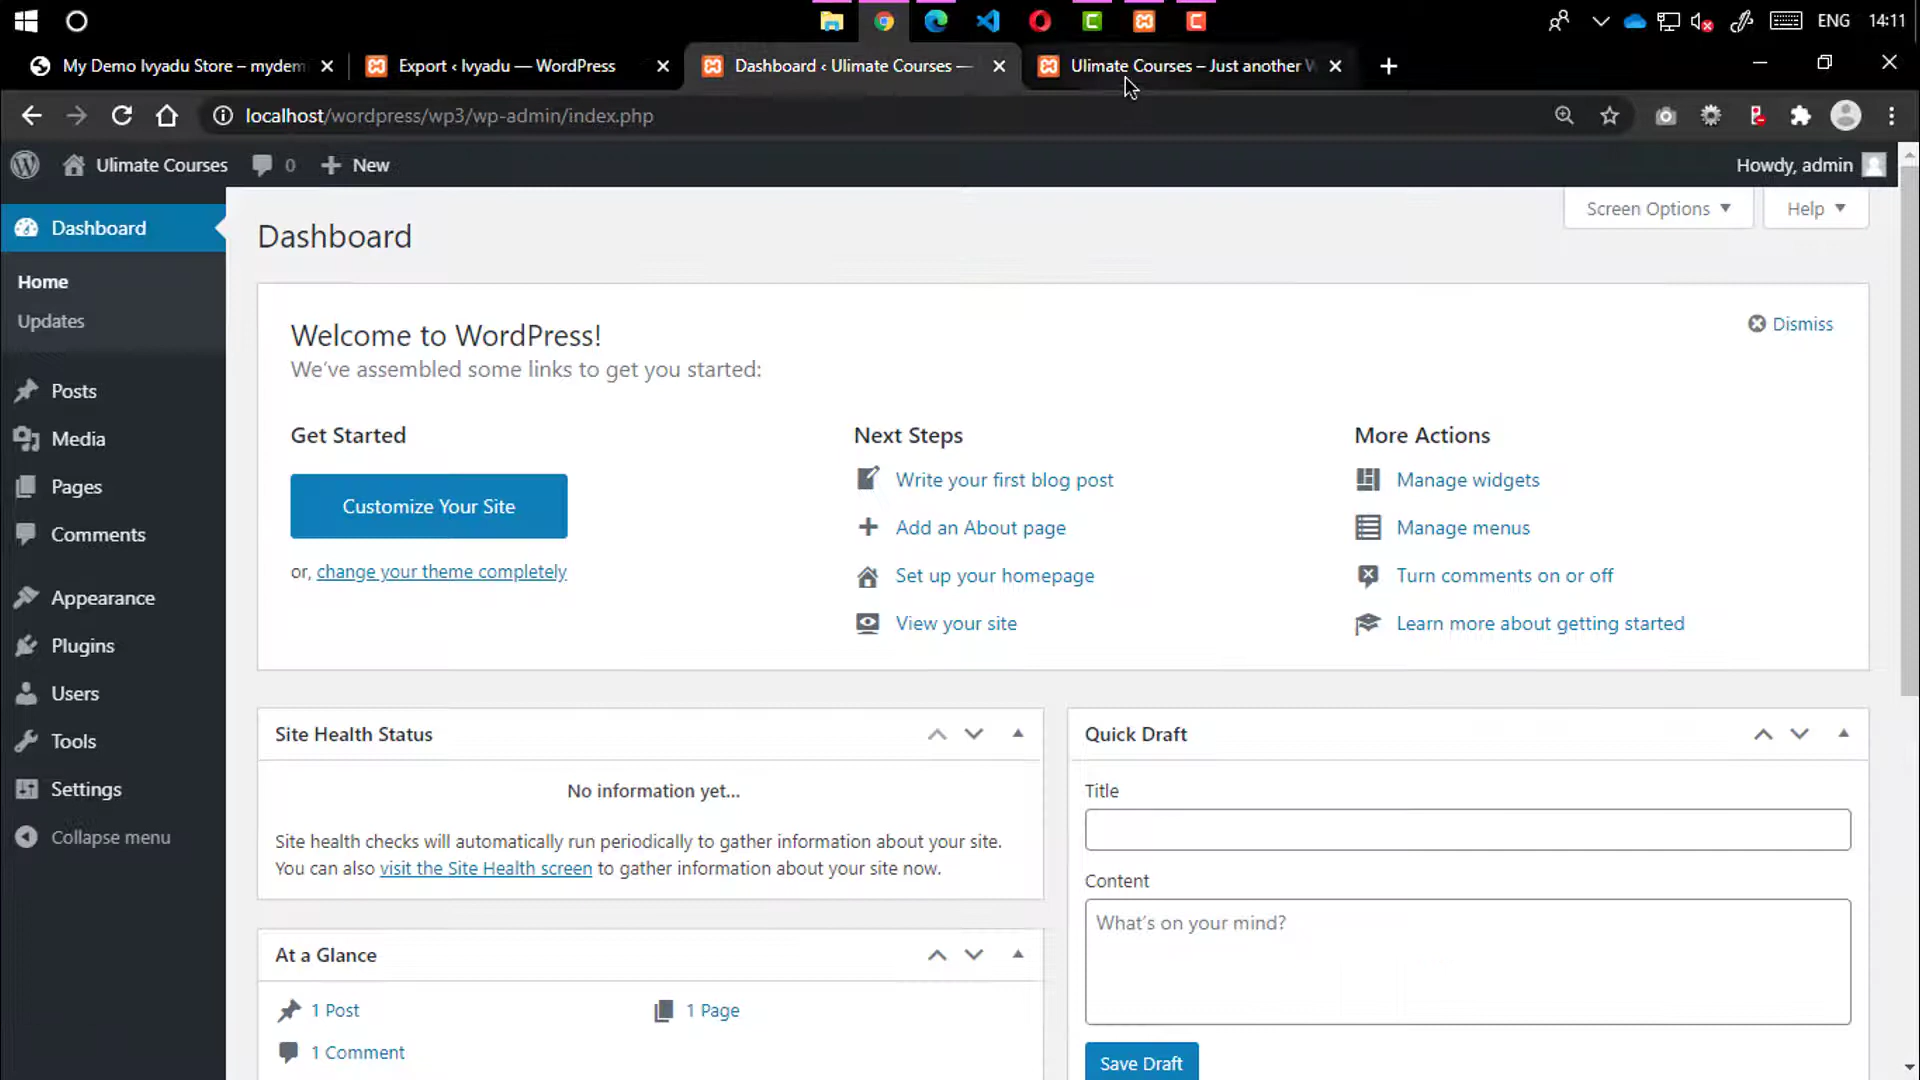 ENG 14:11
My Demo Ivyadu Store – mydem
Export ‹ Ivyadu — WordPress
Dashboard ‹ Ulimate Courses —
Ulimate Courses – Just another W
localhost/wordpress/wp3/wp-admin/index.php
Ulimate Courses 0 New
Howdy, admin
Screen Options Help
Dashboard
Home
Updates
Posts
Media
Pages
Comments
Appearance
Plugins
Users
Tools
Settings
Collapse menu
Dashboard
Welcome to WordPress!
We've assembled some links to get you started:
Dismiss
Get Started
Customize Your Site
or, change your theme completely
Next Steps
Write your first blog post
Add an About page
Set up your homepage
View your site
More Actions
Manage widgets
Manage menus
Turn comments on or off
Learn more about getting started
Site Health Status
No information yet...
Site health checks will automatically run periodically to gather information about your site.
You can also visit the Site Health screen to gather information about your site now.
At a Glance
1 Post
1 Page
1 Comment
Quick Draft
Title
Content
What's on your mind?
Save Draft